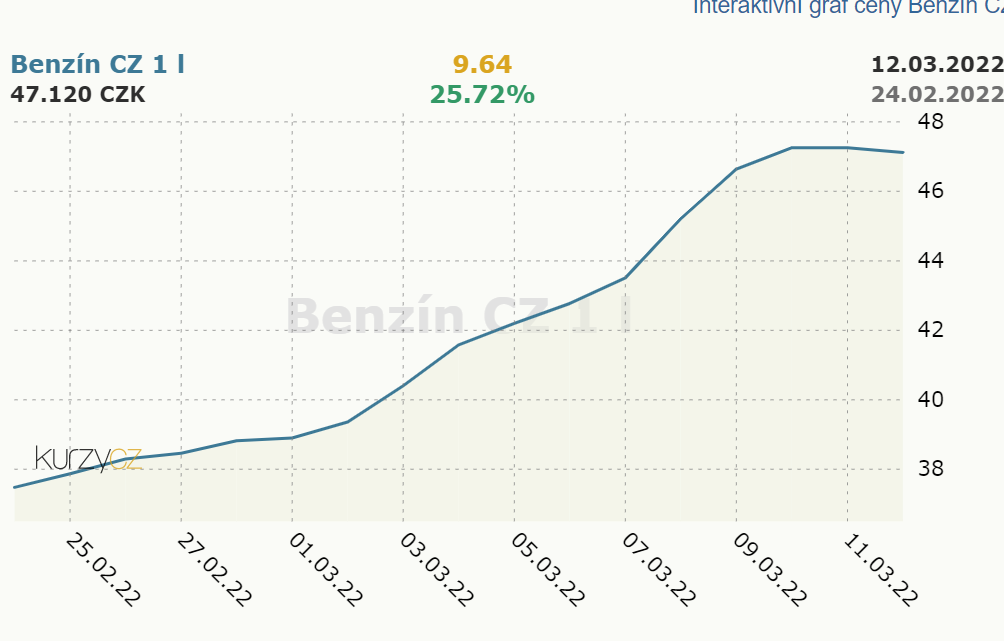 Interaktivní graf ceny Benzín CZ
Benzín CZ 1 l 9.64 12.03.2022
47.120 CZK 25.72% 24.02.2022
48
46
44
Benzín CZ 1 l
42
40
kurzycz
38
25.02.22 27.02.22 01.03.22 03.03.22 05.03.22 07.03.22 09.03.22 11.03.22